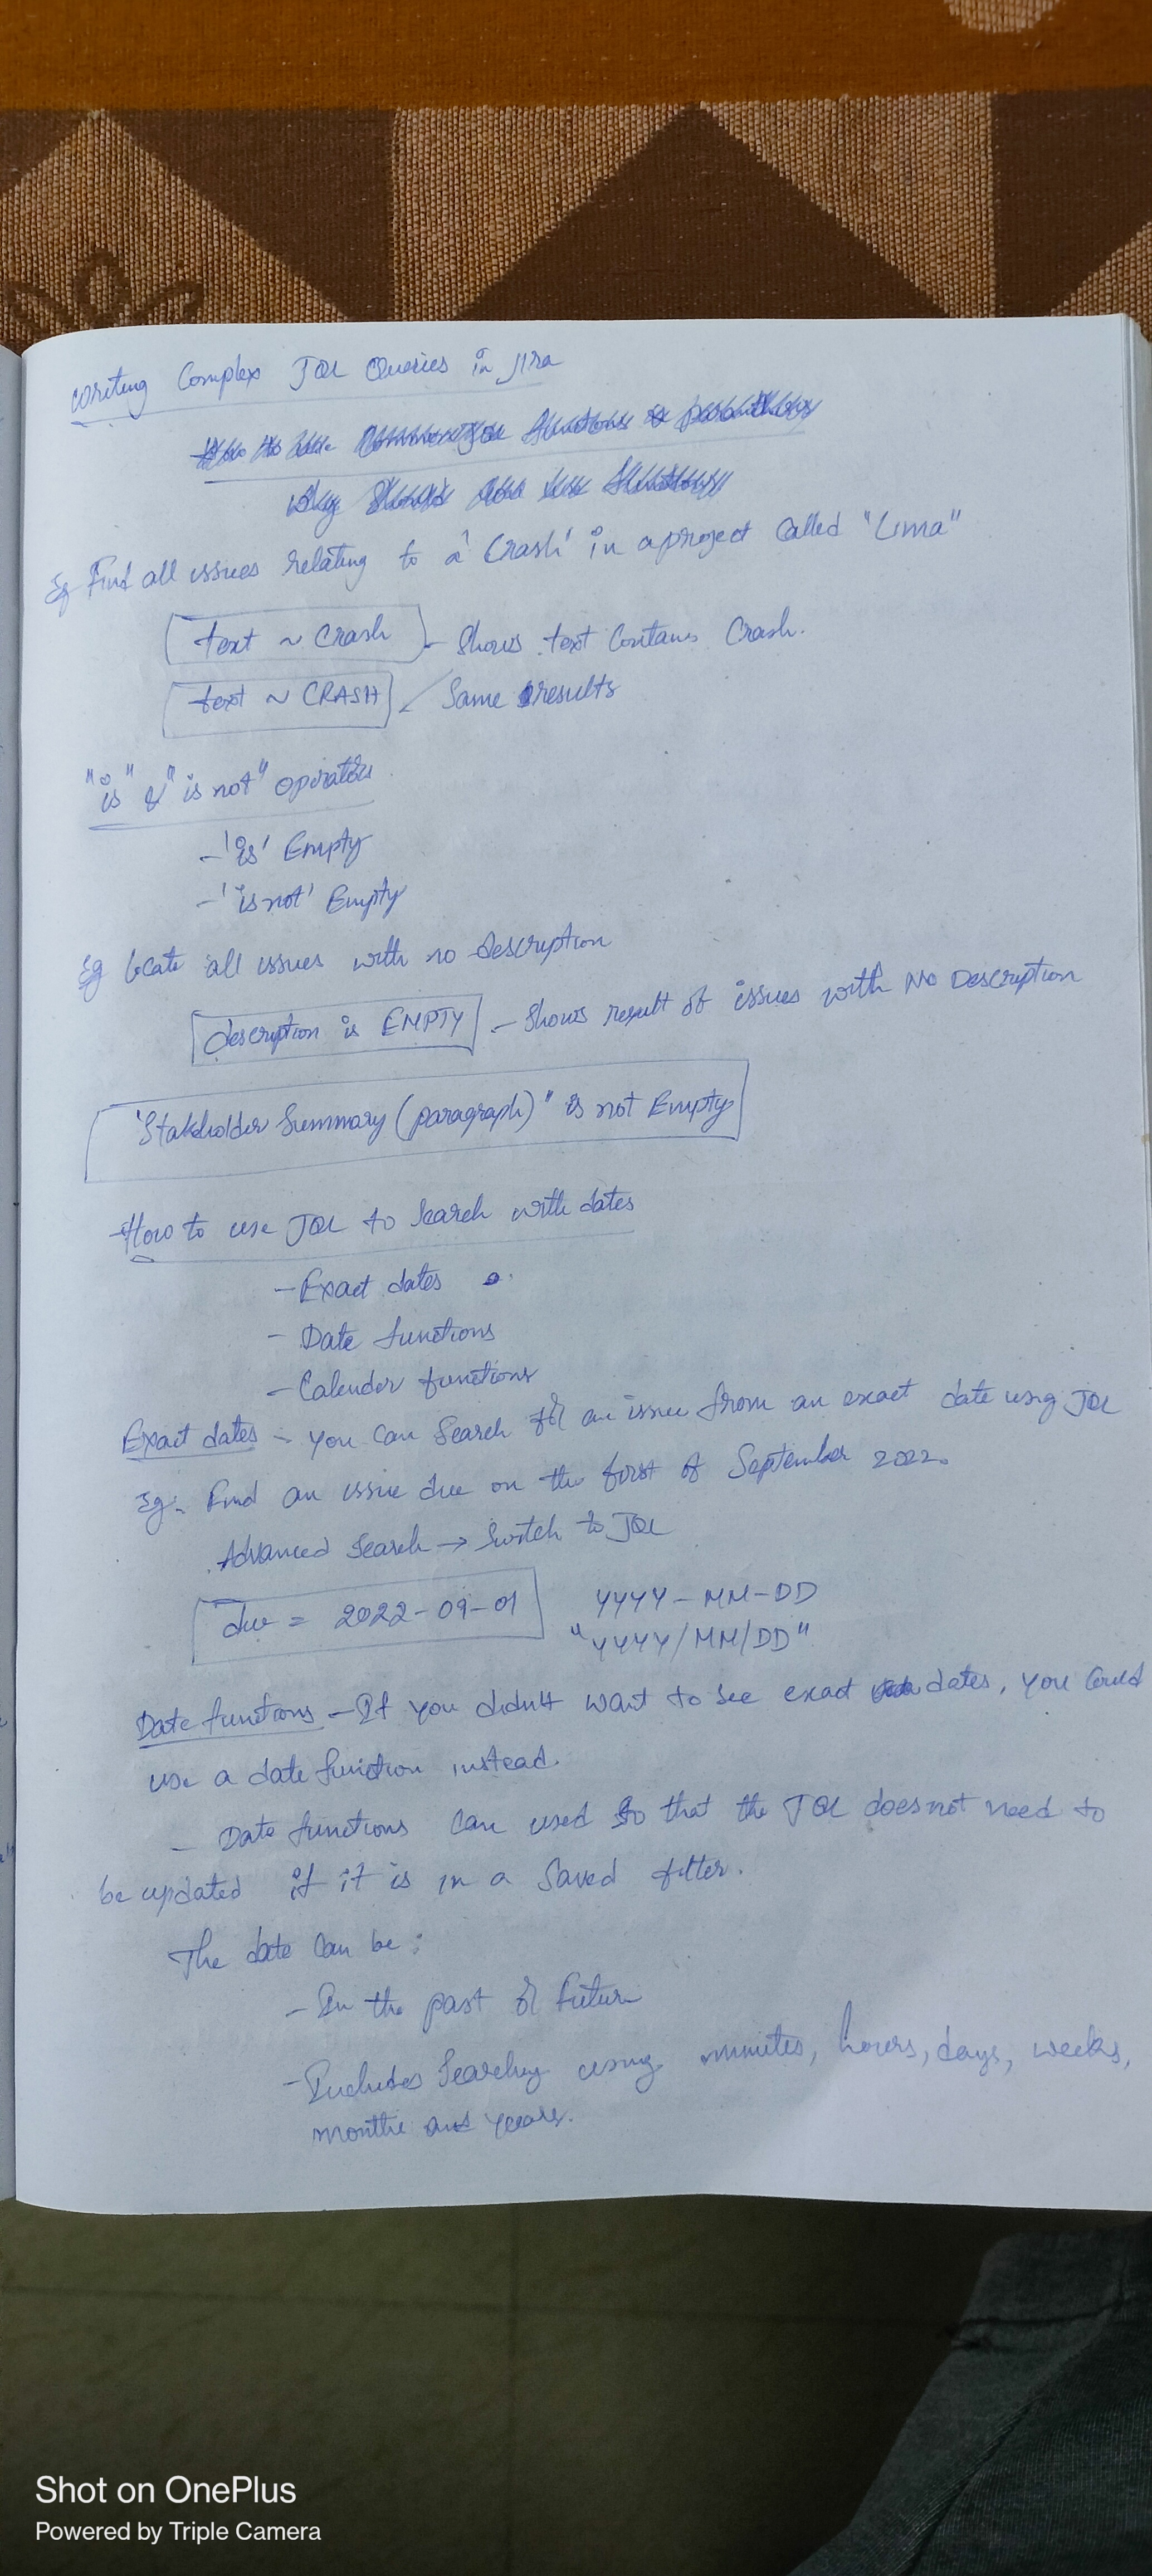 Writing Complex JQL Queries in Jira
Eg Find all issues relating to a 'Crash' in a project Called "Lima"
text ~ Crash - Shows text Contains Crash.
text ~ CRASH Same results
"is" & "is not" operators
- 'is' Empty
- 'is not' Empty
Eg locate all issues with no description
description is EMPTY - Shows result of issues with No Description
"Stakeholder Summary (paragraph)" is not Empty
How to use JQL to Search with dates
- Exact dates
- Date functions
- Calender functions
Exact dates - you can Search for an issue from an exact date using JQL
Eg:- Find an issue due on the first of September 2022.
Advanced Search → Switch to JQL
due = 2022-09-01 YYYY-MM-DD
"YYYY/MM/DD"
Date functions - If you didn't want to see exact dates, you could
use a date function instead.
- Date functions Can used so that the JQL does not need to
be updated if it is in a Saved filter.
The date Can be:
- In the past or future
- Includes Searching using minutes, hours, days, weeks,
months and years.
Shot on OnePlus
Powered by Triple Camera